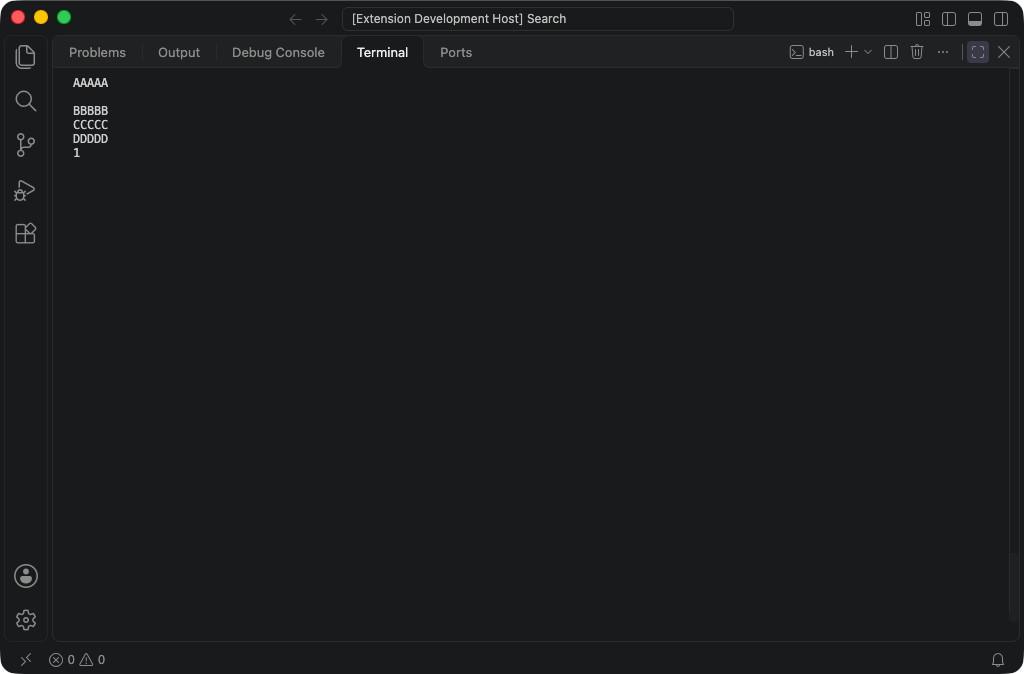 [Extension Development Host] Search
Problems Output Debug Console Terminal Ports bash
AAAAA

BBBBB
CCCCC
DDDDD
1
0 0